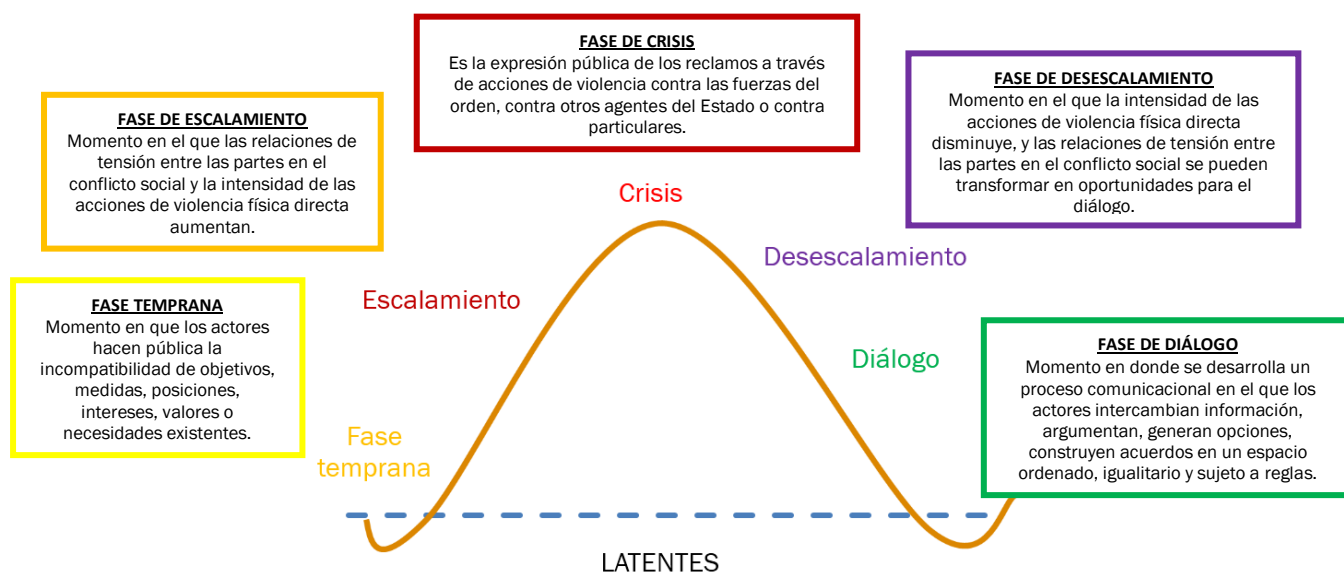 FASE DE CRISIS
Es la expresión pública de los reclamos a través
de acciones de violencia contra las fuerzas del
orden, contra otros agentes del Estado o contra
particulares.
FASE DE DESESCALAMIENTO
Momento en el que la intensidad de las
acciones de violencia física directa
disminuye, y las relaciones de tensión entre
las partes en el conflicto social se pueden
transformar en oportunidades para el
diálogo.
FASE DE ESCALAMIENTO
Momento en el que las relaciones de
tensión entre las partes en el
conflicto social y la intensidad de las
acciones de violencia física directa
aumentan.
Crisis
Desescalamiento
Escalamiento
FASE TEMPRANA
Momento en que los actores
hacen pública la
incompatibilidad de objetivos,
medidas, posiciones,
intereses, valores o
necesidades existentes.
Diálogo
FASE DE DIÁLOGO
Momento en donde se desarrolla un
proceso comunicacional en el que los
actores intercambian información,
argumentan, generan opciones,
construyen acuerdos en un espacio
ordenado, igualitario y sujeto a reglas.
Fase
temprana
LATENTES